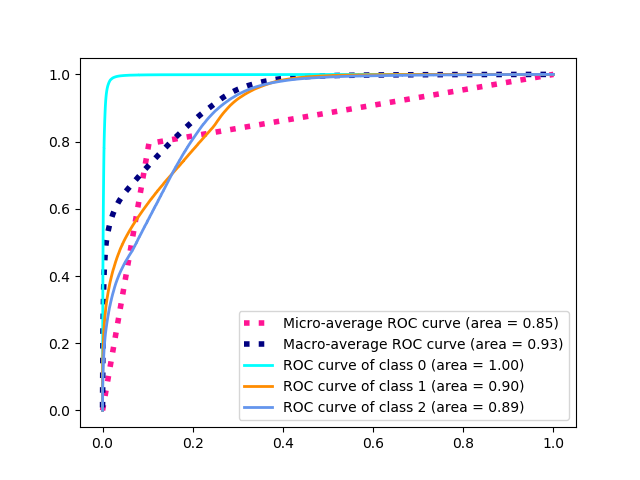 1.0
0.8
0.6
0.4
0.2
0.0
Micro-average ROC curve (area = 0.85)
Macro-average ROC curve (area = 0.93)
ROC curve of class 0 (area = 1.00)
ROC curve of class 1 (area = 0.90)
ROC curve of class 2 (area = 0.89)
0.0 0.2 0.4 0.6 0.8 1.0